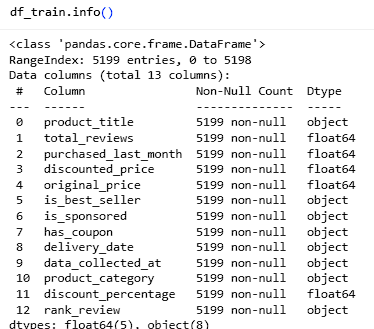 df_train.info()
<class 'pandas.core.frame.DataFrame'>
RangeIndex: 5199 entries, 0 to 5198
Data columns (total 13 columns):
 #   Column               Non-Null Count  Dtype
---  ------               --------------  -----
 0   product_title        5199 non-null   object
 1   total_reviews        5199 non-null   float64
 2   purchased_last_month 5199 non-null   float64
 3   discounted_price     5199 non-null   float64
 4   original_price       5199 non-null   float64
 5   is_best_seller       5199 non-null   object
 6   is_sponsored         5199 non-null   object
 7   has_coupon           5199 non-null   object
 8   delivery_date        5199 non-null   object
 9   data_collected_at    5199 non-null   object
 10  product_category     5199 non-null   object
 11  discount_percentage  5199 non-null   float64
 12  rank_review          5199 non-null   object
dtypes: float64(5), object(8)